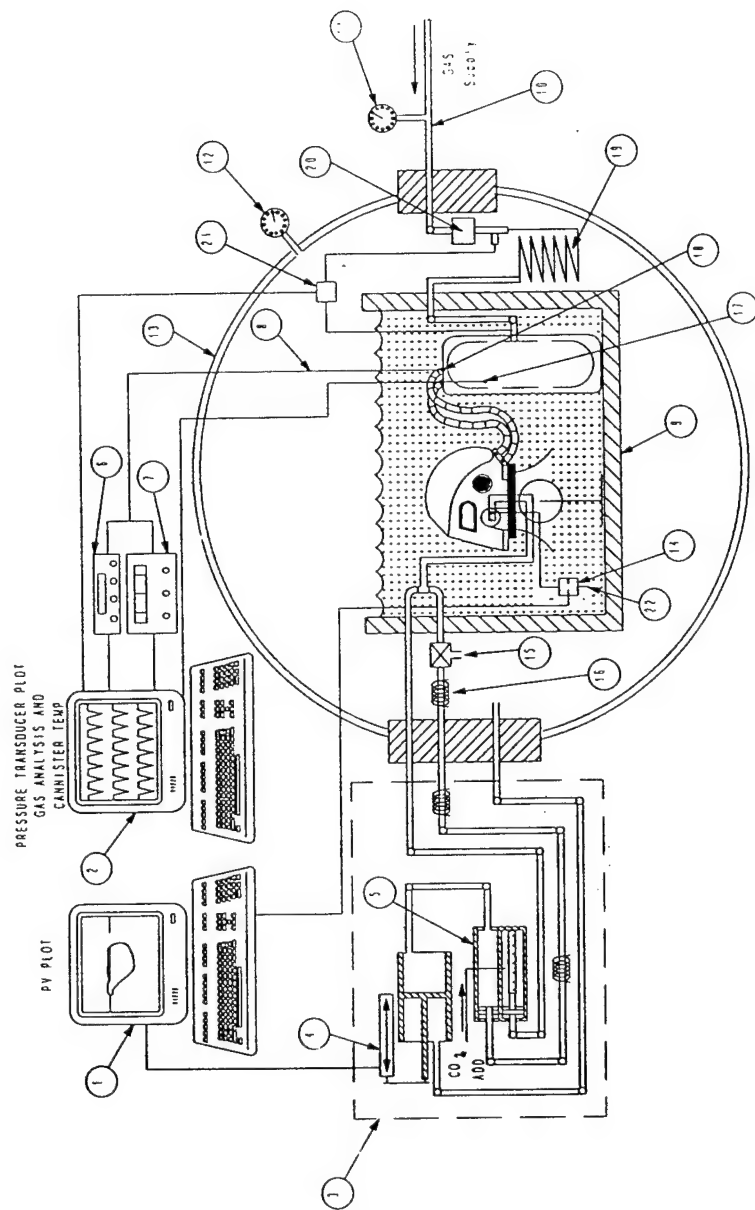 PRESSURE TRANSDUCER PLOT
GAS ANALYSIS AND
CANNISTER TEMP
PV PLOT
1
2
6
7
8
13
12
21
11
3
4
5
CO2
ADD
20
GAS
Supply
10
15
16
14
22
9
17
18
19